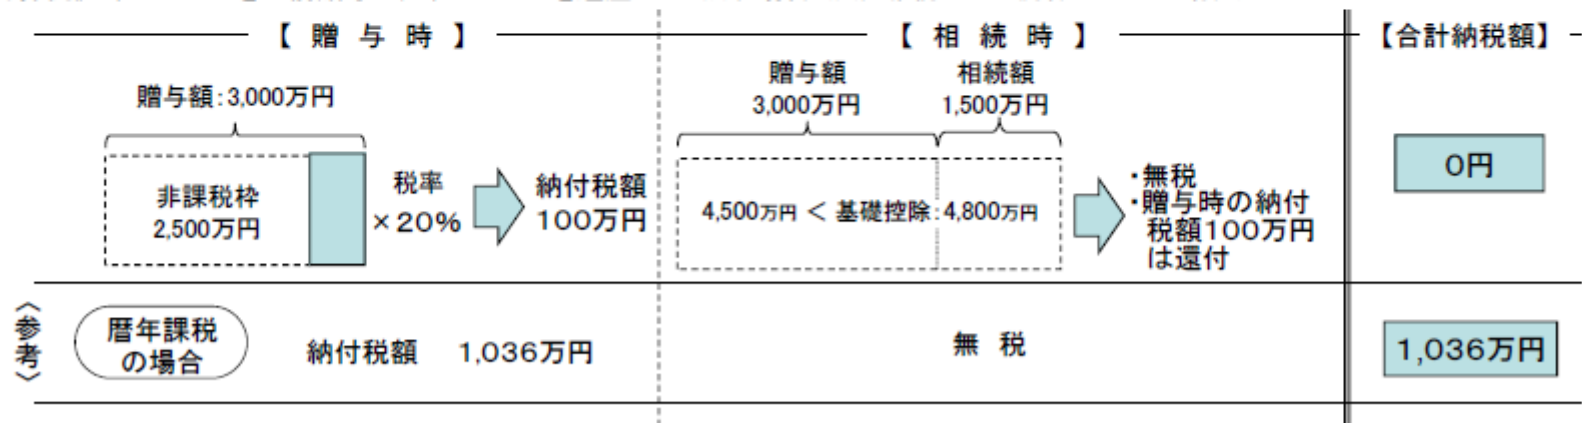 【 贈 与 時 】
【 相 続 時 】
【合計納税額】
贈与額:3,000万円
非課税枠
2,500万円
税率
×20%
納付税額
100万円
贈与額
3,000万円
相続額
1,500万円
4,500万円 < 基礎控除:4,800万円
・無税
・贈与時の納付
税額100万円
は還付
0円
〈参考〉
暦年課税
の場合
納付税額 1,036万円
無 税
1,036万円